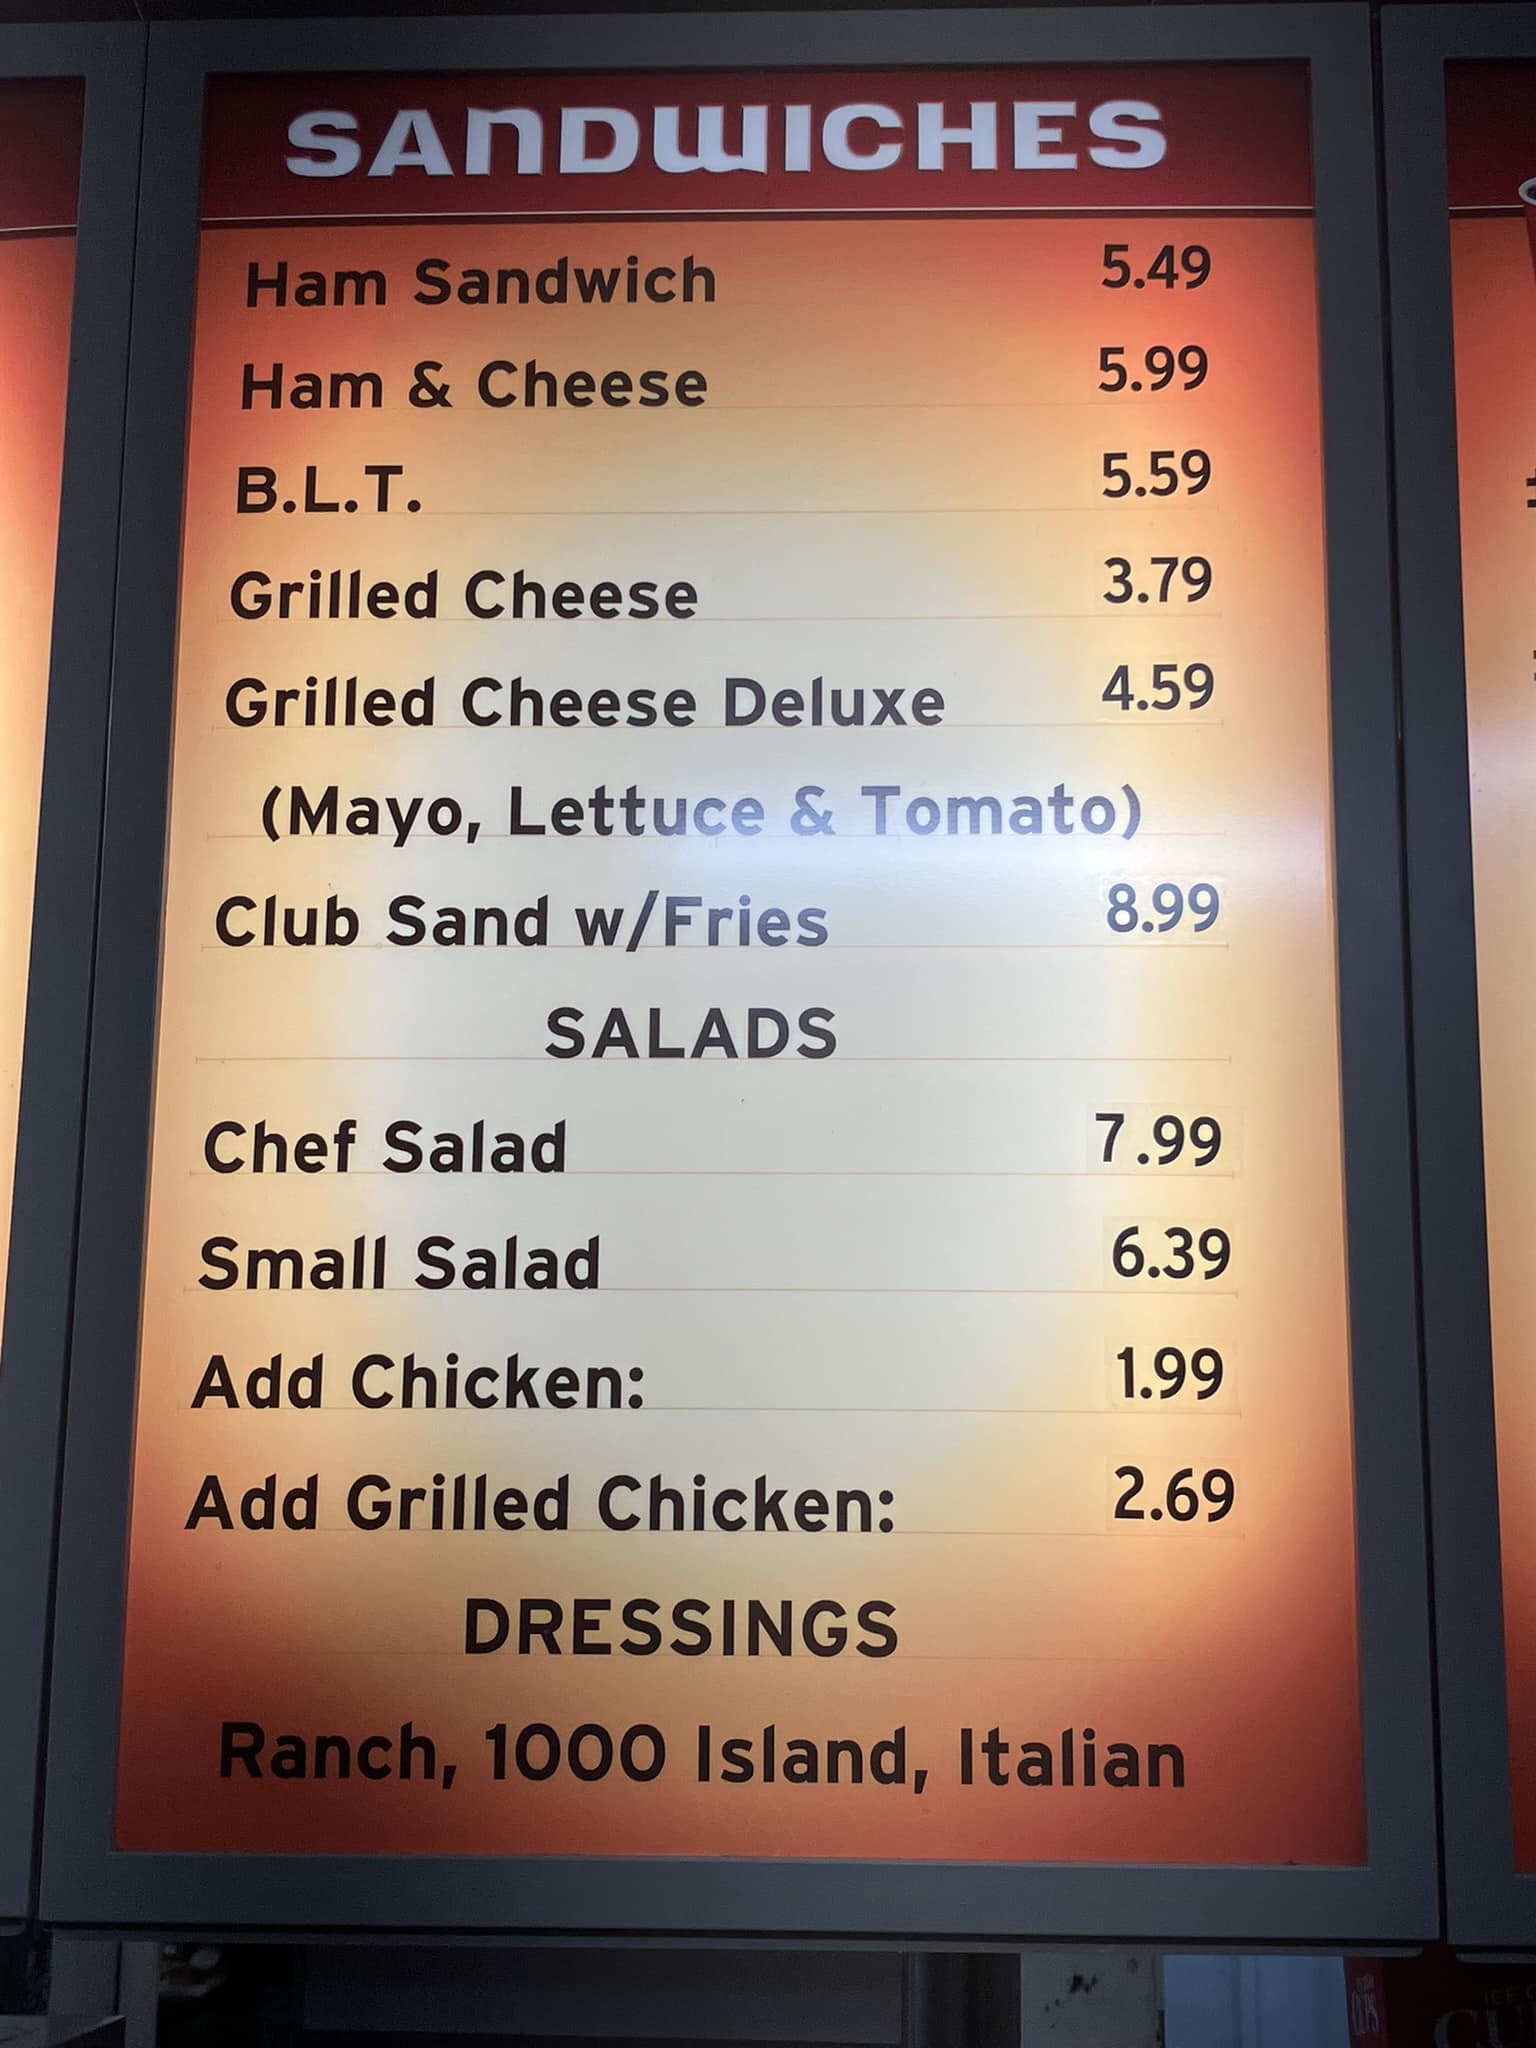 SANDWICHES
Ham Sandwich 5.49
Ham & Cheese 5.99
B.L.T. 5.59
Grilled Cheese 3.79
Grilled Cheese Deluxe 4.59
(Mayo, Lettuce & Tomato)
Club Sand w/Fries 8.99
SALADS
Chef Salad 7.99
Small Salad 6.39
Add Chicken: 1.99
Add Grilled Chicken: 2.69
DRESSINGS
Ranch, 1000 Island, Italian